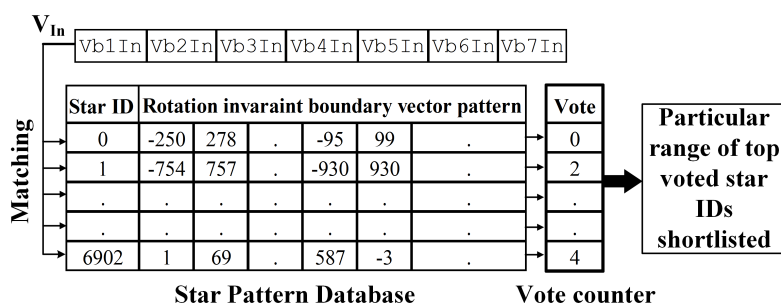 V_In
Vb1In Vb2In Vb3In Vb4In Vb5In Vb6In Vb7In
Matching
Star ID Rotation invaraint boundary vector pattern Vote
0 -250 278 . -95 99 . 0
1 -754 757 . -930 930 . 2
. . . . . . . .
. . . . . . . .
6902 1 69 . 587 -3 . 4
Particular
range of top
voted star
IDs
shortlisted
Star Pattern Database Vote counter